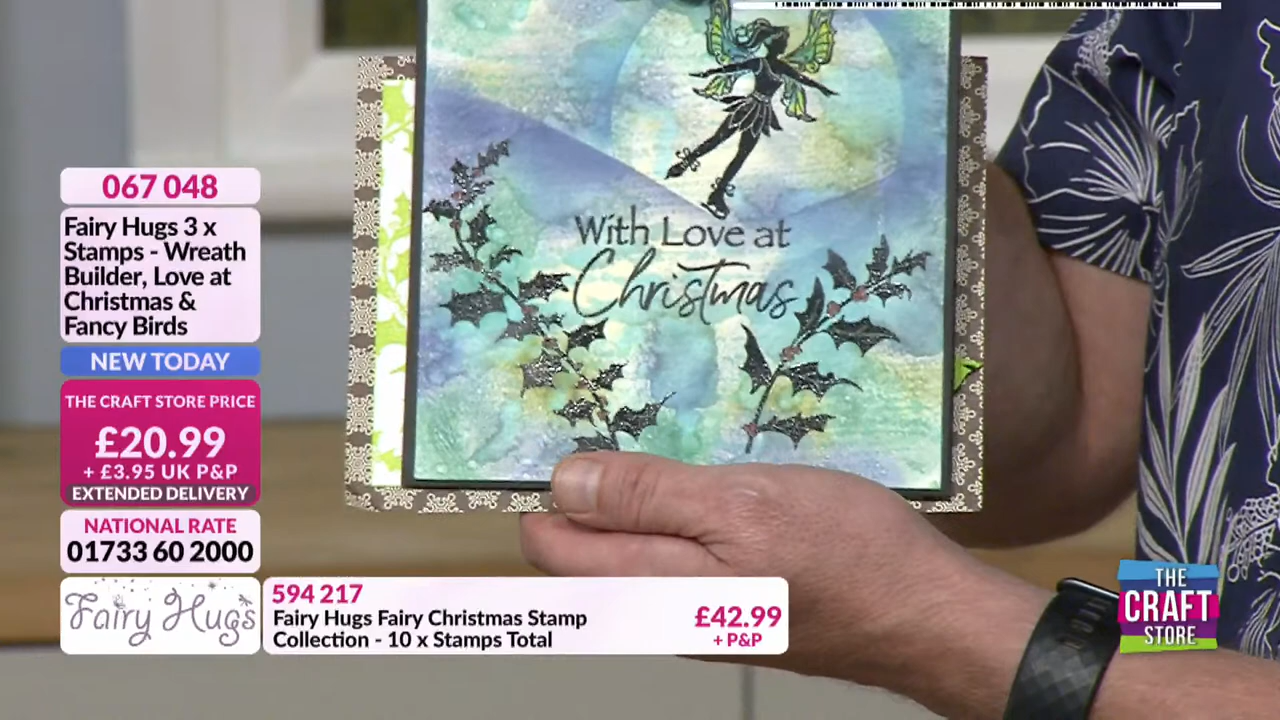 067 048
Fairy Hugs 3 x
Stamps - Wreath
Builder, Love at
Christmas &
Fancy Birds
NEW TODAY
THE CRAFT STORE PRICE
£20.99
+ £3.95 UK P&P
EXTENDED DELIVERY
NATIONAL RATE
01733 60 2000
Fairy Hugs
594 217
Fairy Hugs Fairy Christmas Stamp
Collection - 10 x Stamps Total
£42.99
+ P&P
With Love at
Christmas
THE
CRAFT
STORE